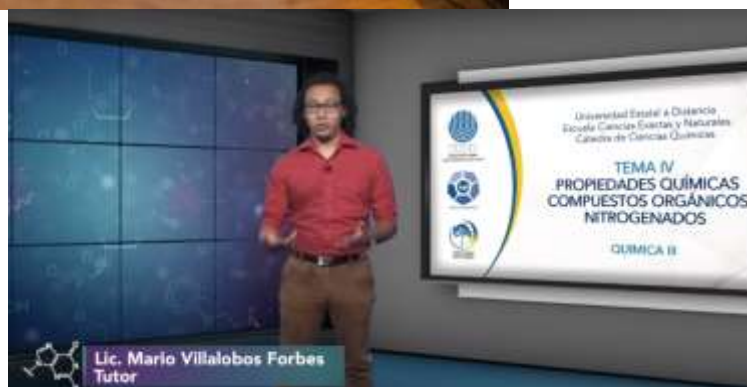 Universidad Estatal a Distancia
Escuela Ciencias Exactas y Naturales
Cátedra de Ciencias Químicas
TEMA IV
PROPIEDADES QUÍMICAS
COMPUESTOS ORGÁNICOS
NITROGENADOS
QUÍMICA III
Lic. Mario Villalobos Forbes
Tutor